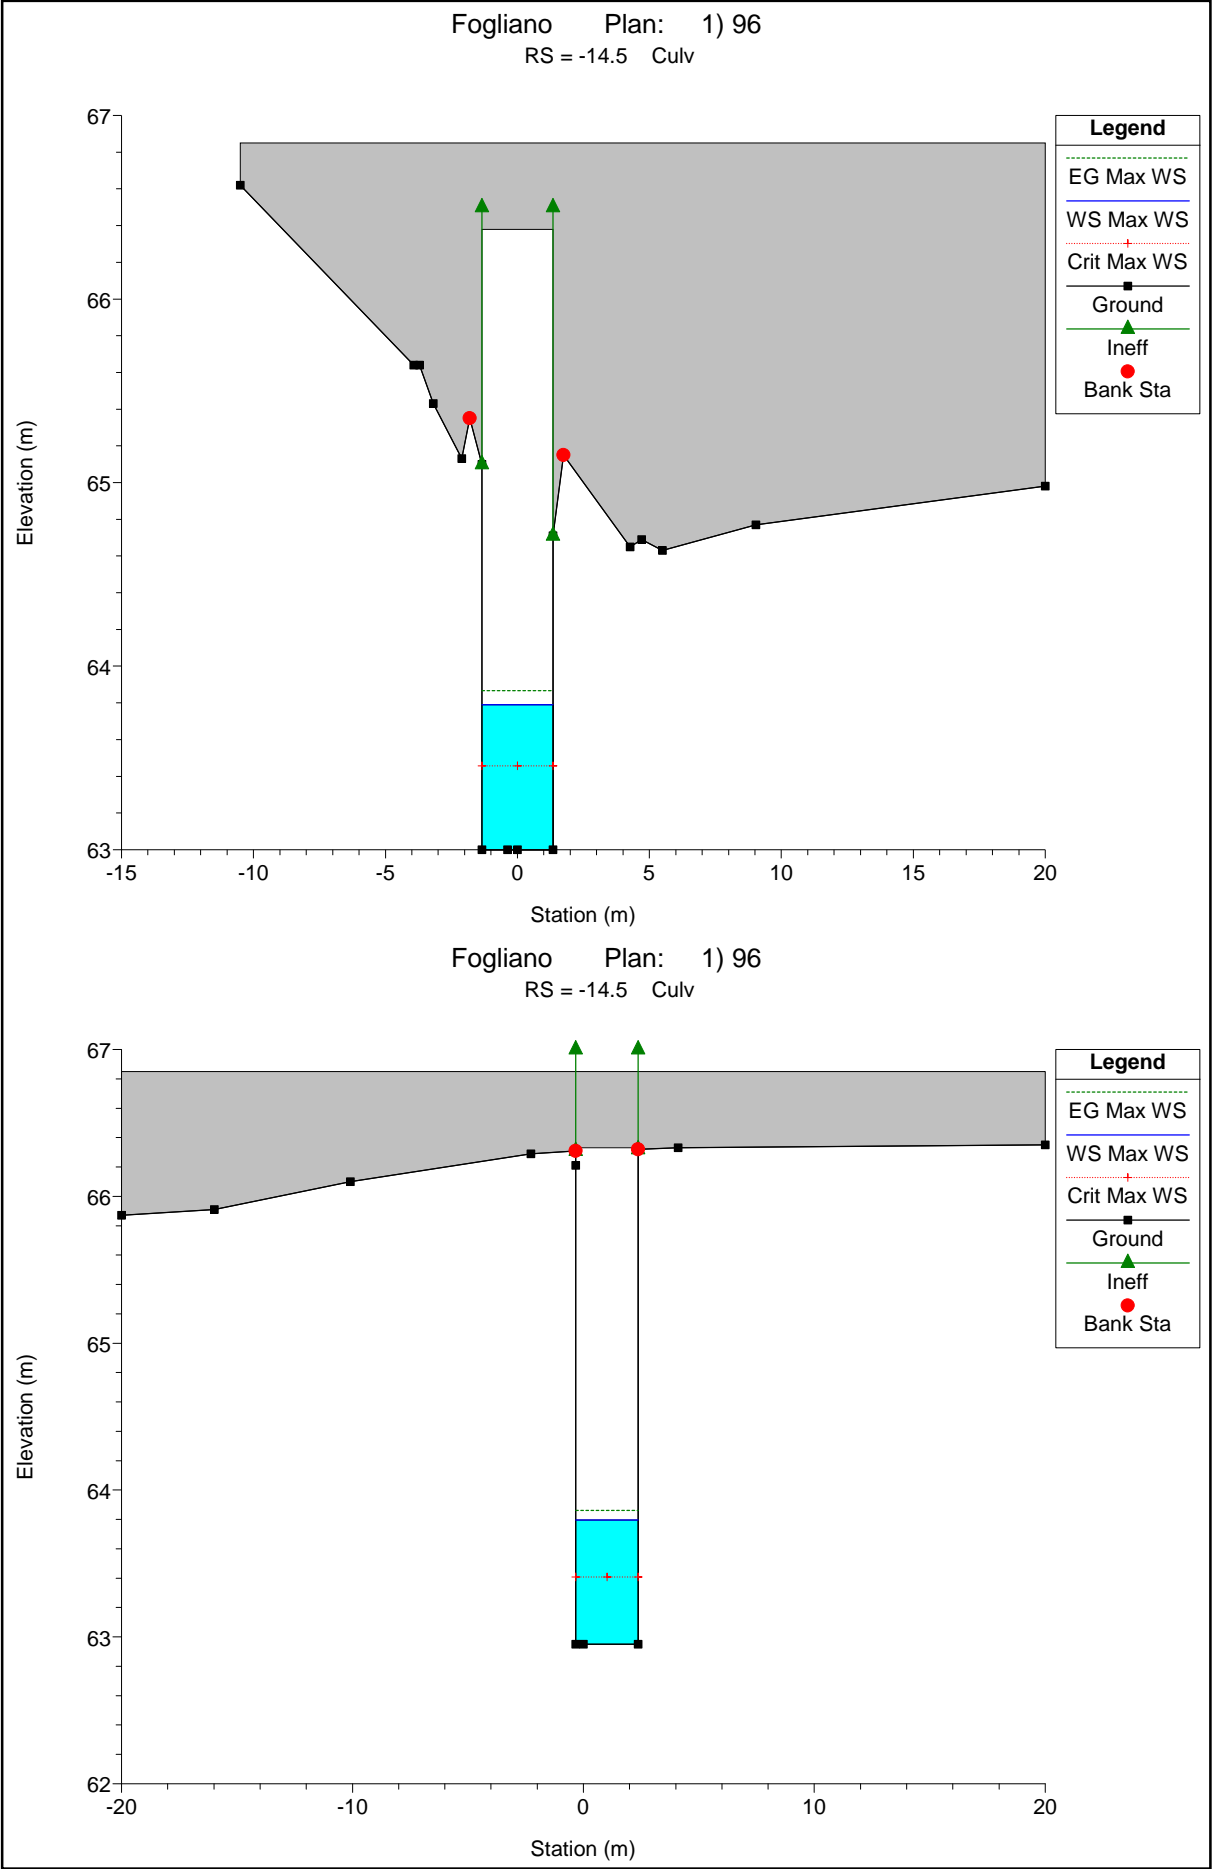 Fogliano Plan: 1) 96
RS = -14.5 Culv
67
66
65
64
63
-15 -10 -5 0 5 10 15 20
Elevation (m)
Station (m)
Legend
EG Max WS
WS Max WS
Crit Max WS
Ground
Ineff
Bank Sta
Fogliano Plan: 1) 96
RS = -14.5 Culv
67
66
65
64
63
62
-20 -10 0 10 20
Elevation (m)
Station (m)
Legend
EG Max WS
WS Max WS
Crit Max WS
Ground
Ineff
Bank Sta